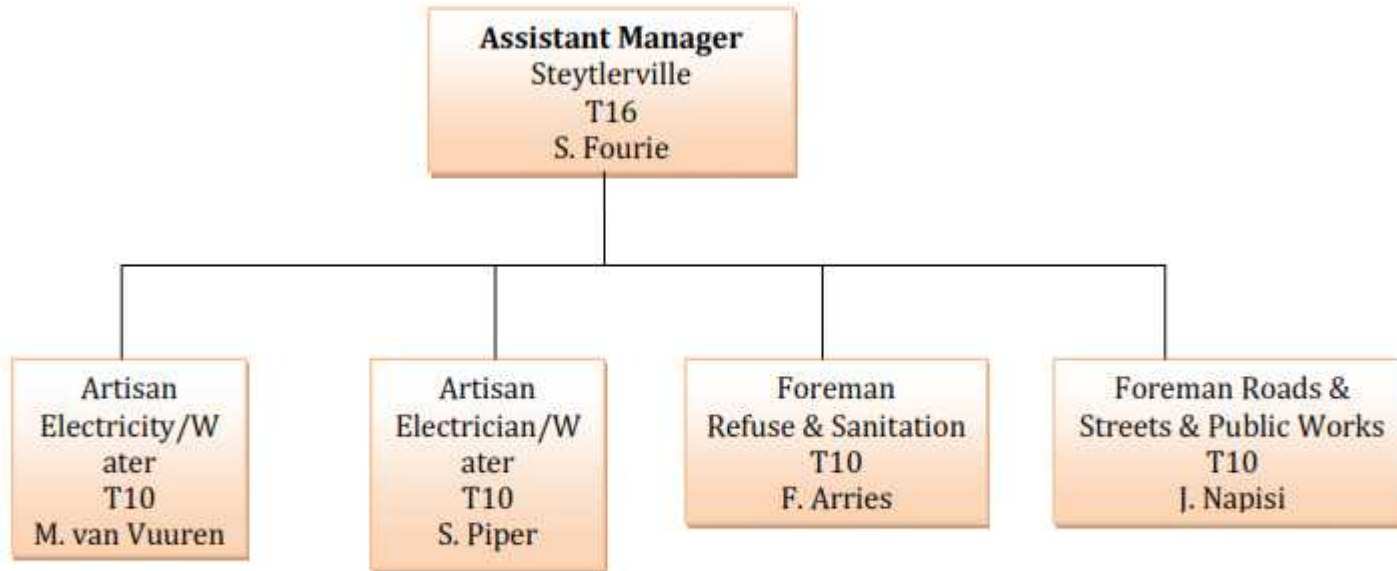 Assistant Manager
Steytlerville
T16
S. Fourie
Artisan
Electricity/W
ater
T10
M. van Vuuren
Artisan
Electrician/W
ater
T10
S. Piper
Foreman
Refuse & Sanitation
T10
F. Arries
Foreman Roads &
Streets & Public Works
T10
J. Napisi